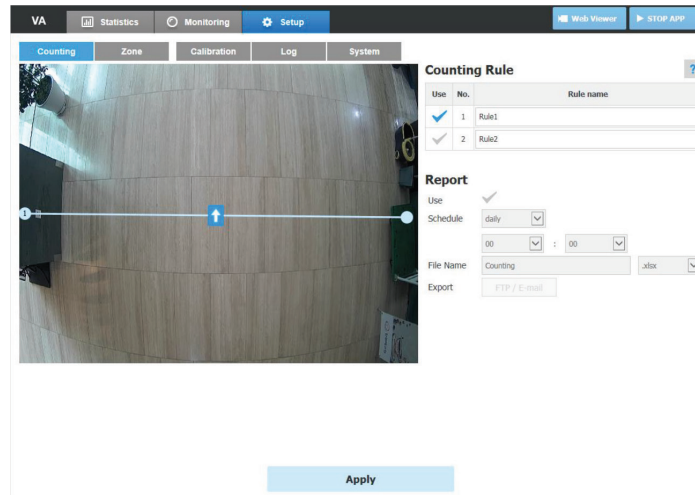 VA Statistics Monitoring Setup Web Viewer STOP APP
Counting Zone Calibration Log System
Counting Rule ?
Use No. Rule name
1 Rule1
2 Rule2
1
Report
Use
Schedule daily
00 : 00
File Name Counting .xlsx
Export FTP / E-mail
Apply